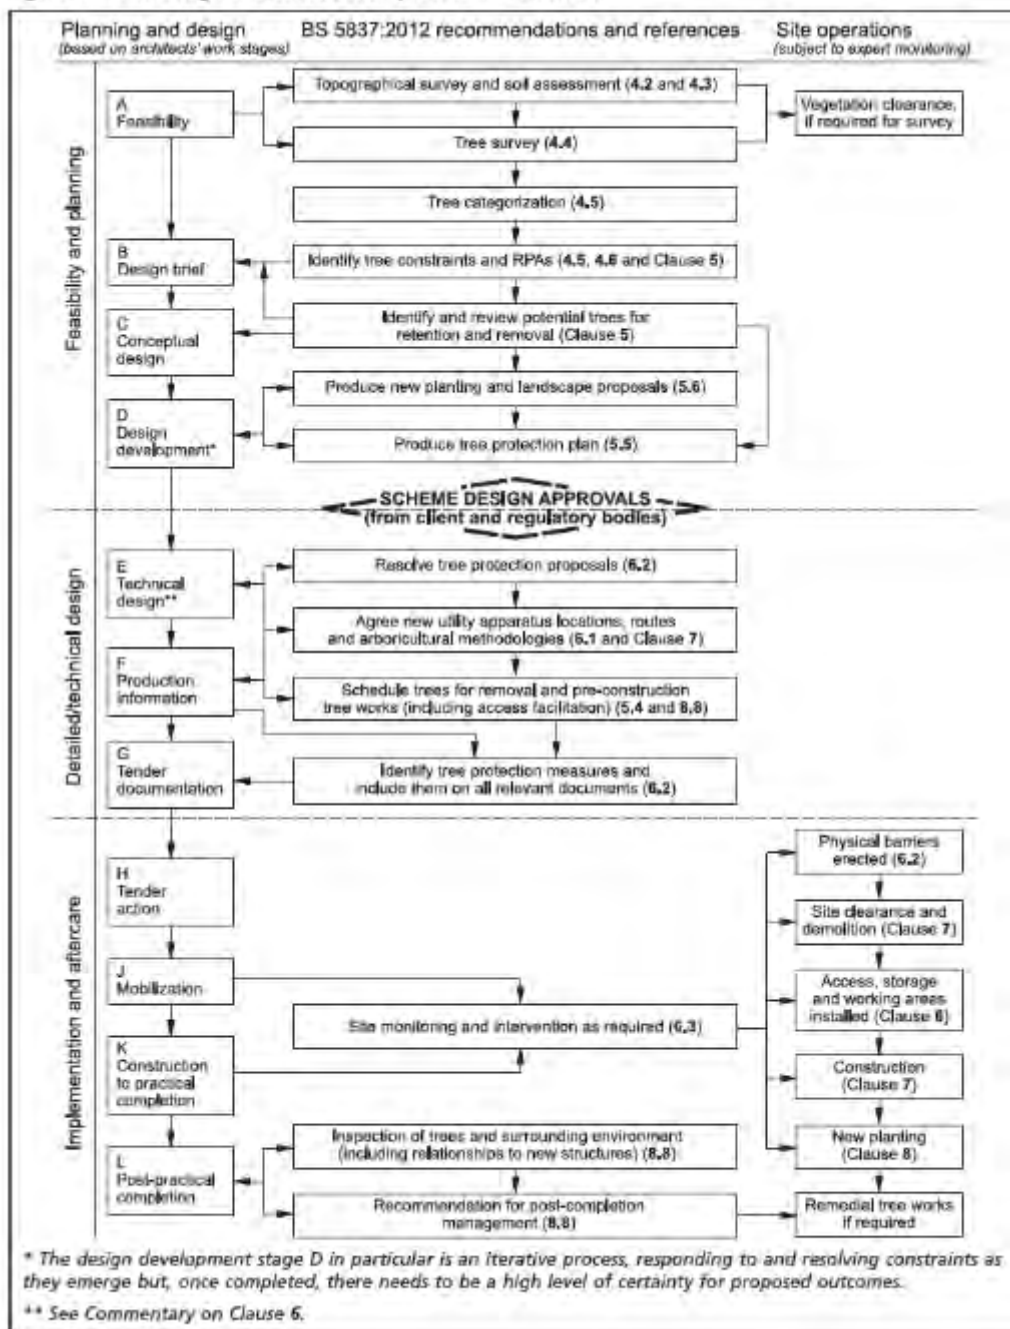 Planning and design
(based on architects' work stages)
BS 5837:2012 recommendations and references
Site operations
(subject to expert monitoring)
Feasibility and planning
A
Feasibility
Topographical survey and soil assessment (4.2 and 4.3)
Vegetation clearance,
if required for survey
Tree survey (4.4)
Tree categorization (4.5)
B
Design brief
Identify tree constraints and RPAs (4.5, 4.6 and Clause 5)
C
Conceptual
design
Identify and review potential trees for
retention and removal (Clause 5)
Produce new planting and landscape proposals (5.6)
D
Design
development*
Produce tree protection plan (5.5)
SCHEME DESIGN APPROVALS
(from client and regulatory bodies)
Detailed/technical design
E
Technical
design**
Resolve tree protection proposals (6.2)
Agree new utility apparatus locations, routes
and arboricultural methodologies (6.1 and Clause 7)
F
Production
information
Schedule trees for removal and pre-construction
tree works (including access facilitation) (5.4 and 8.8)
G
Tender
documentation
Identify tree protection measures and
include them on all relevant documents (6.2)
Implementation and aftercare
H
Tender
action
Physical barriers
erected (6.2)
Site clearance and
demolition (Clause 7)
J
Mobilization
Access, storage
and working areas
installed (Clause 6)
Site monitoring and intervention as required (6.3)
K
Construction
to practical
completion
Construction
(Clause 7)
Inspection of trees and surrounding environment
(including relationships to new structures) (8.8)
New planting
(Clause 8)
L
Post-practical
completion
Recommendation for post-completion
management (8.8)
Remedial tree works
if required
* The design development stage D in particular is an iterative process, responding to and resolving constraints as
they emerge but, once completed, there needs to be a high level of certainty for proposed outcomes.
** See Commentary on Clause 6.